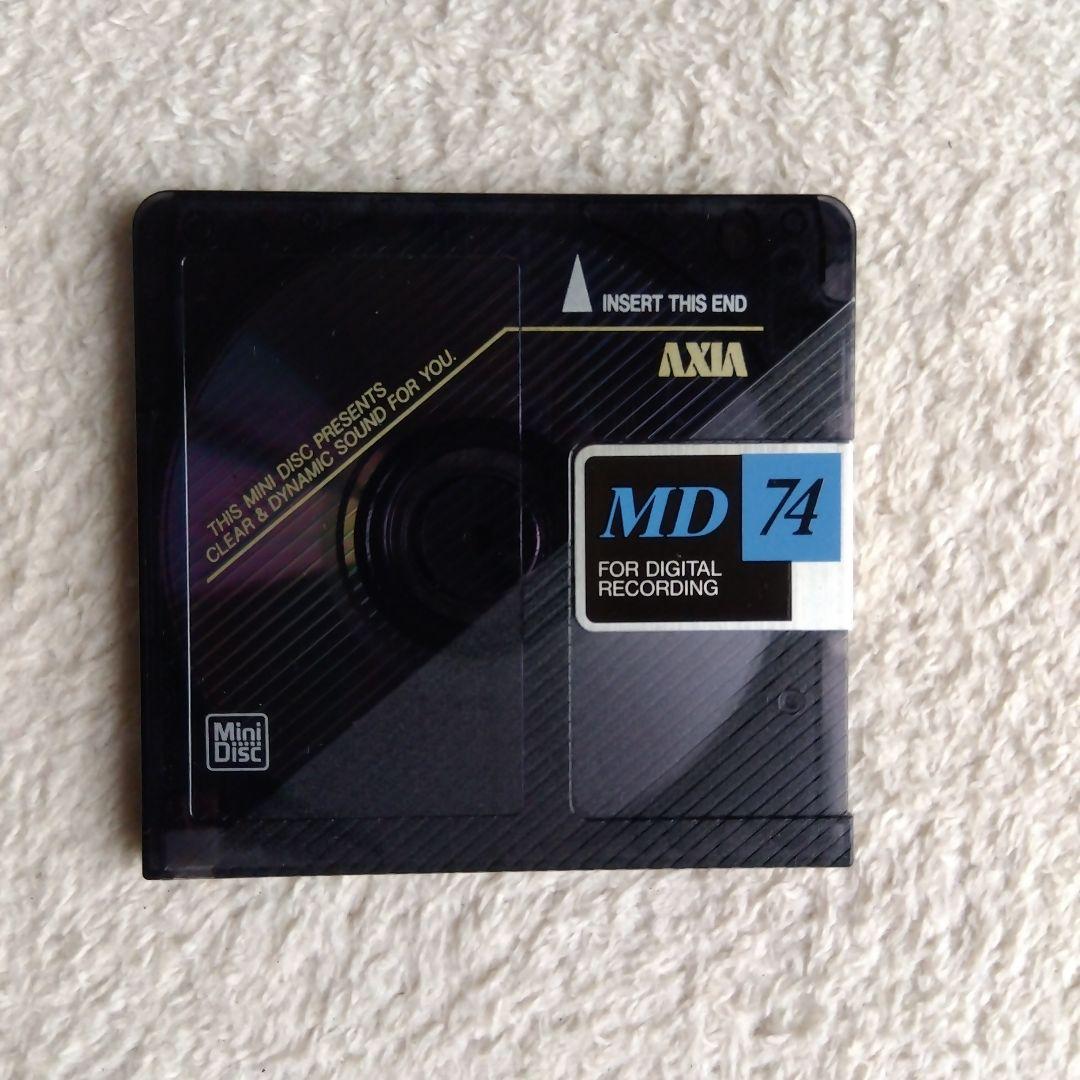 INSERT THIS END
AXIA
THIS MINI DISC PRESENTS
CLEAR & DYNAMIC SOUND FOR YOU.
MD 74
FOR DIGITAL
RECORDING
Mini
Disc